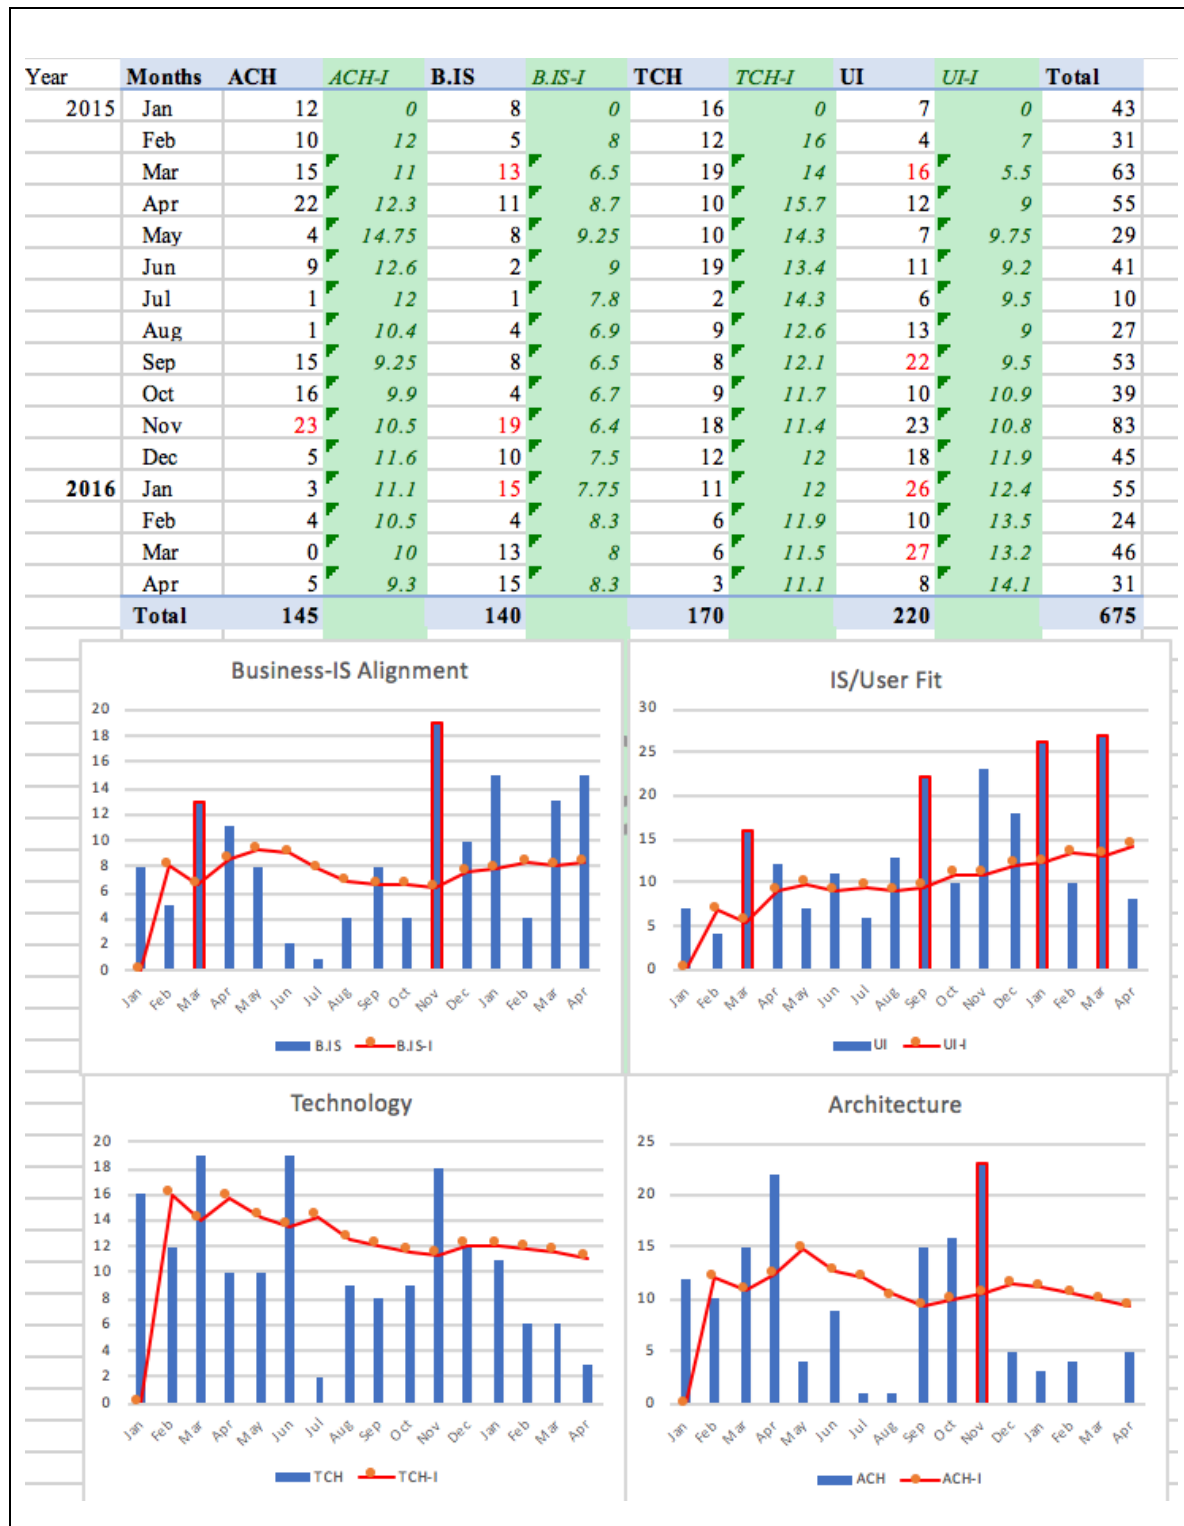 Year Months ACH ACH-I B.IS B.IS-I TCH TCH-I UI UI-I Total
2015 Jan 12 0 8 0 16 0 7 0 43
Feb 10 12 5 8 12 16 4 7 31
Mar 15 11 13 6.5 19 14 16 5.5 63
Apr 22 12.3 11 8.7 10 15.7 12 9 55
May 4 14.75 8 9.25 10 14.3 7 9.75 29
Jun 9 12.6 2 9 19 13.4 11 9.2 41
Jul 1 12 1 7.8 2 14.3 6 9.5 10
Aug 1 10.4 4 6.9 9 12.6 13 9 27
Sep 15 9.25 8 6.5 8 12.1 22 9.5 53
Oct 16 9.9 4 6.7 9 11.7 10 10.9 39
Nov 23 10.5 19 6.4 18 11.4 23 10.8 83
Dec 5 11.6 10 7.5 12 12 18 11.9 45
2016 Jan 3 11.1 15 7.75 11 12 26 12.4 55
Feb 4 10.5 4 8.3 6 11.9 10 13.5 24
Mar 0 10 13 8 6 11.5 27 13.2 46
Apr 5 9.3 15 8.3 3 11.1 8 14.1 31
Total 145 140 170 220 675
Business-IS Alignment
20
18
16
14
12
10
8
6
4
2
0
Jan Feb Mar Apr May Jun Jul Aug Sep Oct Nov Dec Jan Feb Mar Apr
B.IS B.IS-I
IS/User Fit
30
25
20
15
10
5
0
Jan Feb Mar Apr May Jun Jul Aug Sep Oct Nov Dec Jan Feb Mar Apr
UI UI-I
Technology
20
18
16
14
12
10
8
6
4
2
0
Jan Feb Mar Apr May Jun Jul Aug Sep Oct Nov Dec Jan Feb Mar Apr
TCH TCH-I
Architecture
25
20
15
10
5
0
Jan Feb Mar Apr May Jun Jul Aug Sep Oct Nov Dec Jan Feb Mar Apr
ACH ACH-I